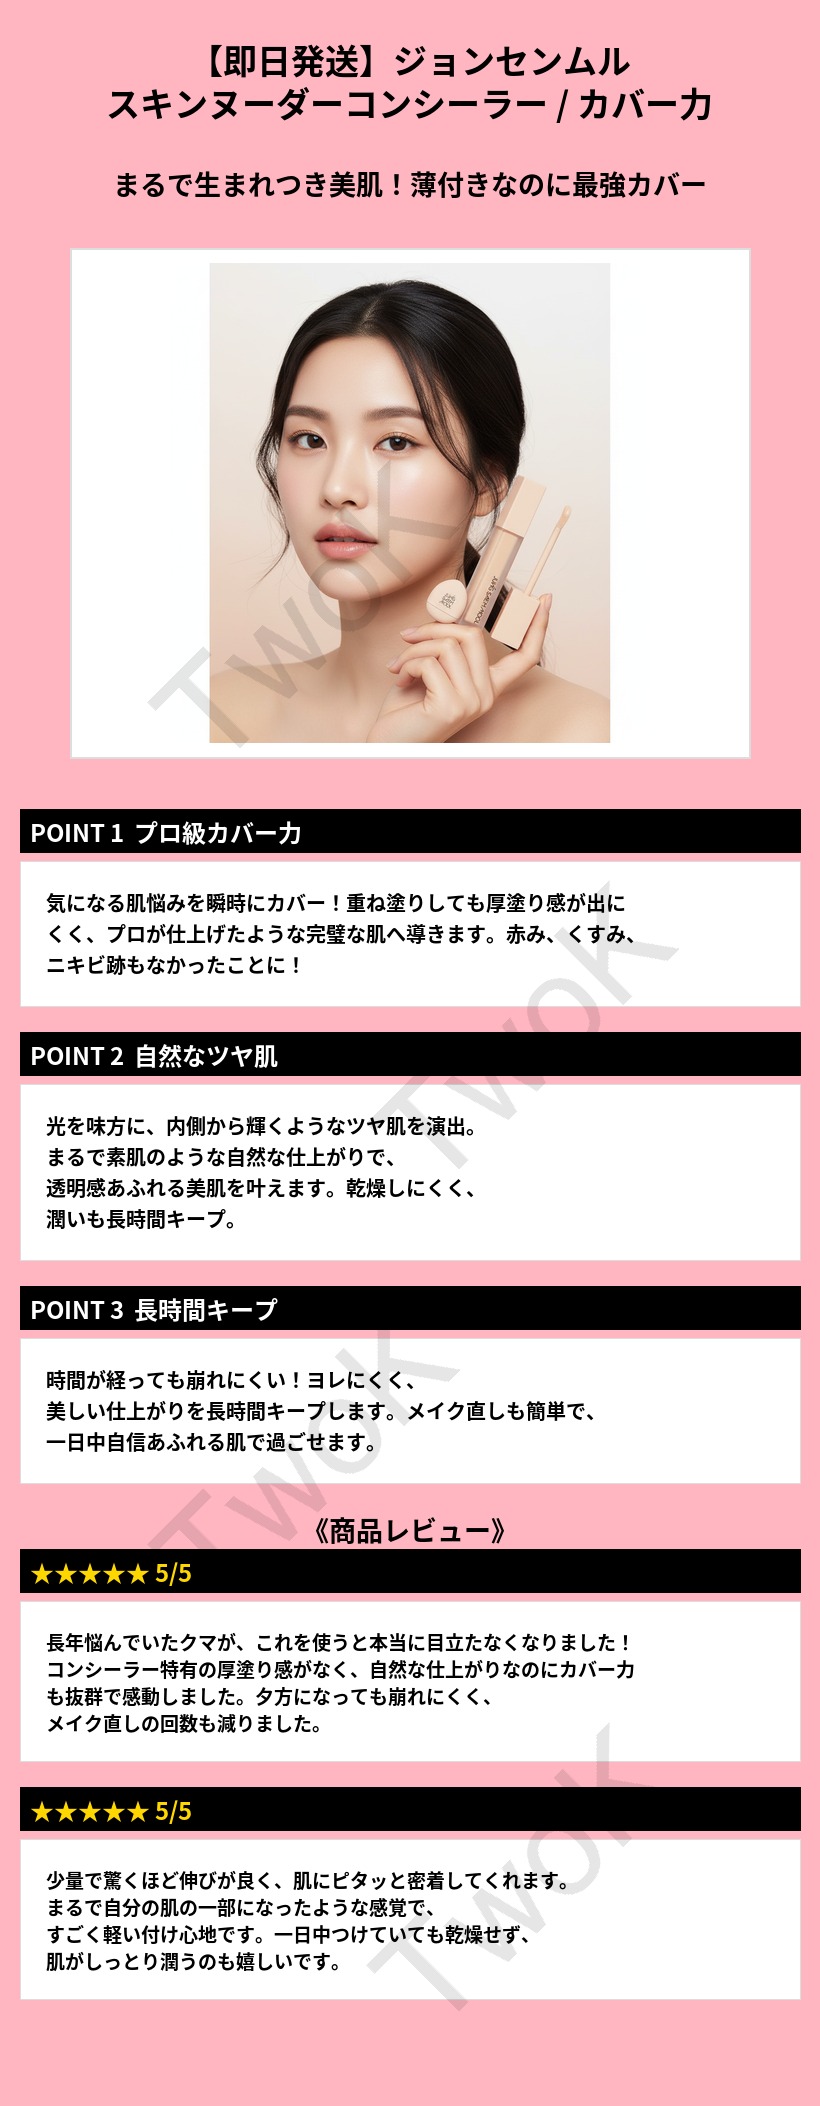 【即日発送】ジョンセンムル
スキンヌーダーコンシーラー / カバー力
まるで生まれつき美肌！薄付きなのに最強カバー
TwoK
POINT 1 プロ級カバー力
気になる肌悩みを瞬時にカバー！重ね塗りしても厚塗り感が出に
くく、プロが仕上げたような完璧な肌へ導きます。赤み、くすみ、
ニキビ跡もなかったことに！
TwoK
POINT 2 自然なツヤ肌
光を味方に、内側から輝くようなツヤ肌を演出。
まるで素肌のような自然な仕上がりで、
透明感あふれる美肌を叶えます。乾燥しにくく、
潤いも長時間キープ。
POINT 3 長時間キープ
時間が経っても崩れにくい！ヨレにくく、
美しい仕上がりを長時間キープします。メイク直しも簡単で、
一日中自信あふれる肌で過ごせます。
TwoK
《商品レビュー》
★★★★★ 5/5
長年悩んでいたクマが、これを使うと本当に目立たなくなりました！
コンシーラー特有の厚塗り感がなく、自然な仕上がりなのにカバー力
も抜群で感動しました。夕方になっても崩れにくく、
メイク直しの回数も減りました。
★★★★★ 5/5
少量で驚くほど伸びが良く、肌にピタッと密着してくれます。
まるで自分の肌の一部になったような感覚で、
すごく軽い付け心地です。一日中つけていても乾燥せず、
肌がしっとり潤うのも嬉しいです。
TwoK